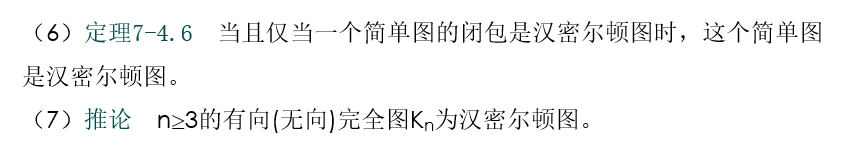 （6）定理7-4.6　当且仅当一个简单图的闭包是汉密尔顿图时，这个简单图
是汉密尔顿图。
（7）推论　n≥3的有向(无向)完全图Kn为汉密尔顿图。